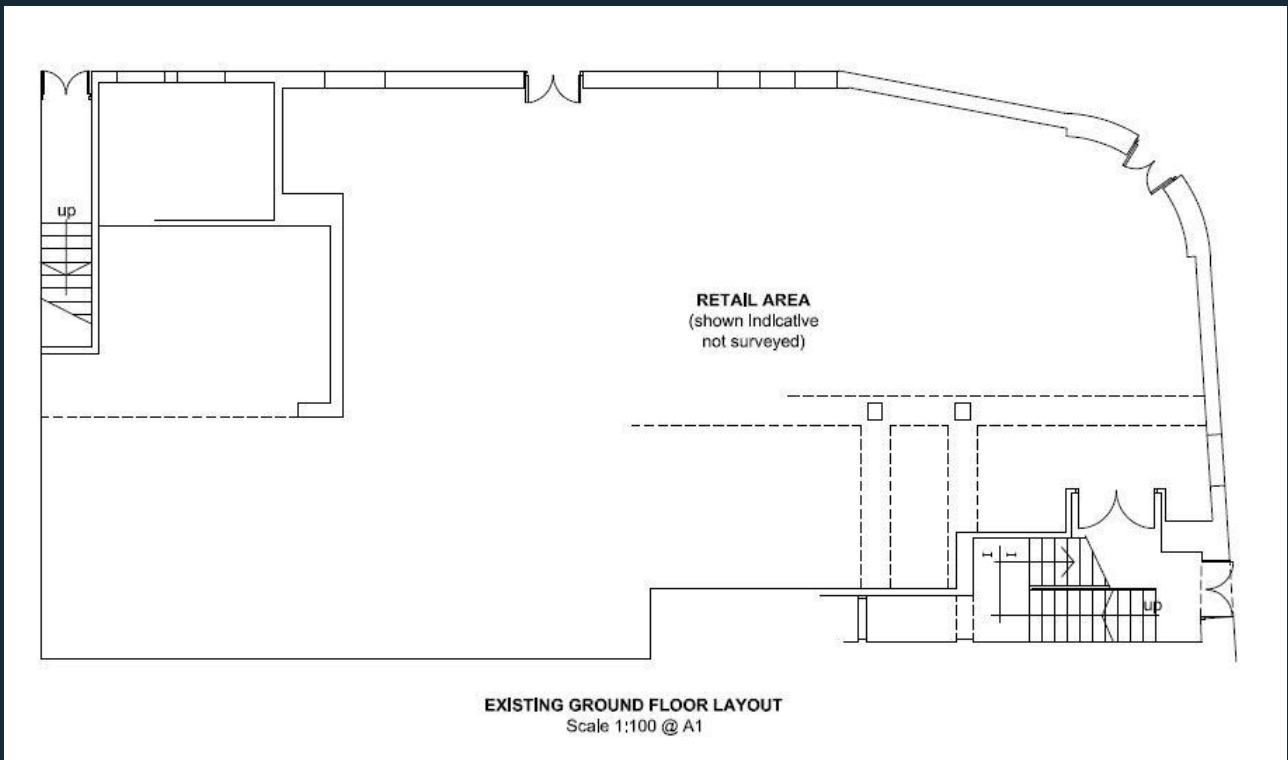 up
RETAIL AREA
(shown indicative
not surveyed)
up
EXISTING GROUND FLOOR LAYOUT
Scale 1:100 @ A1